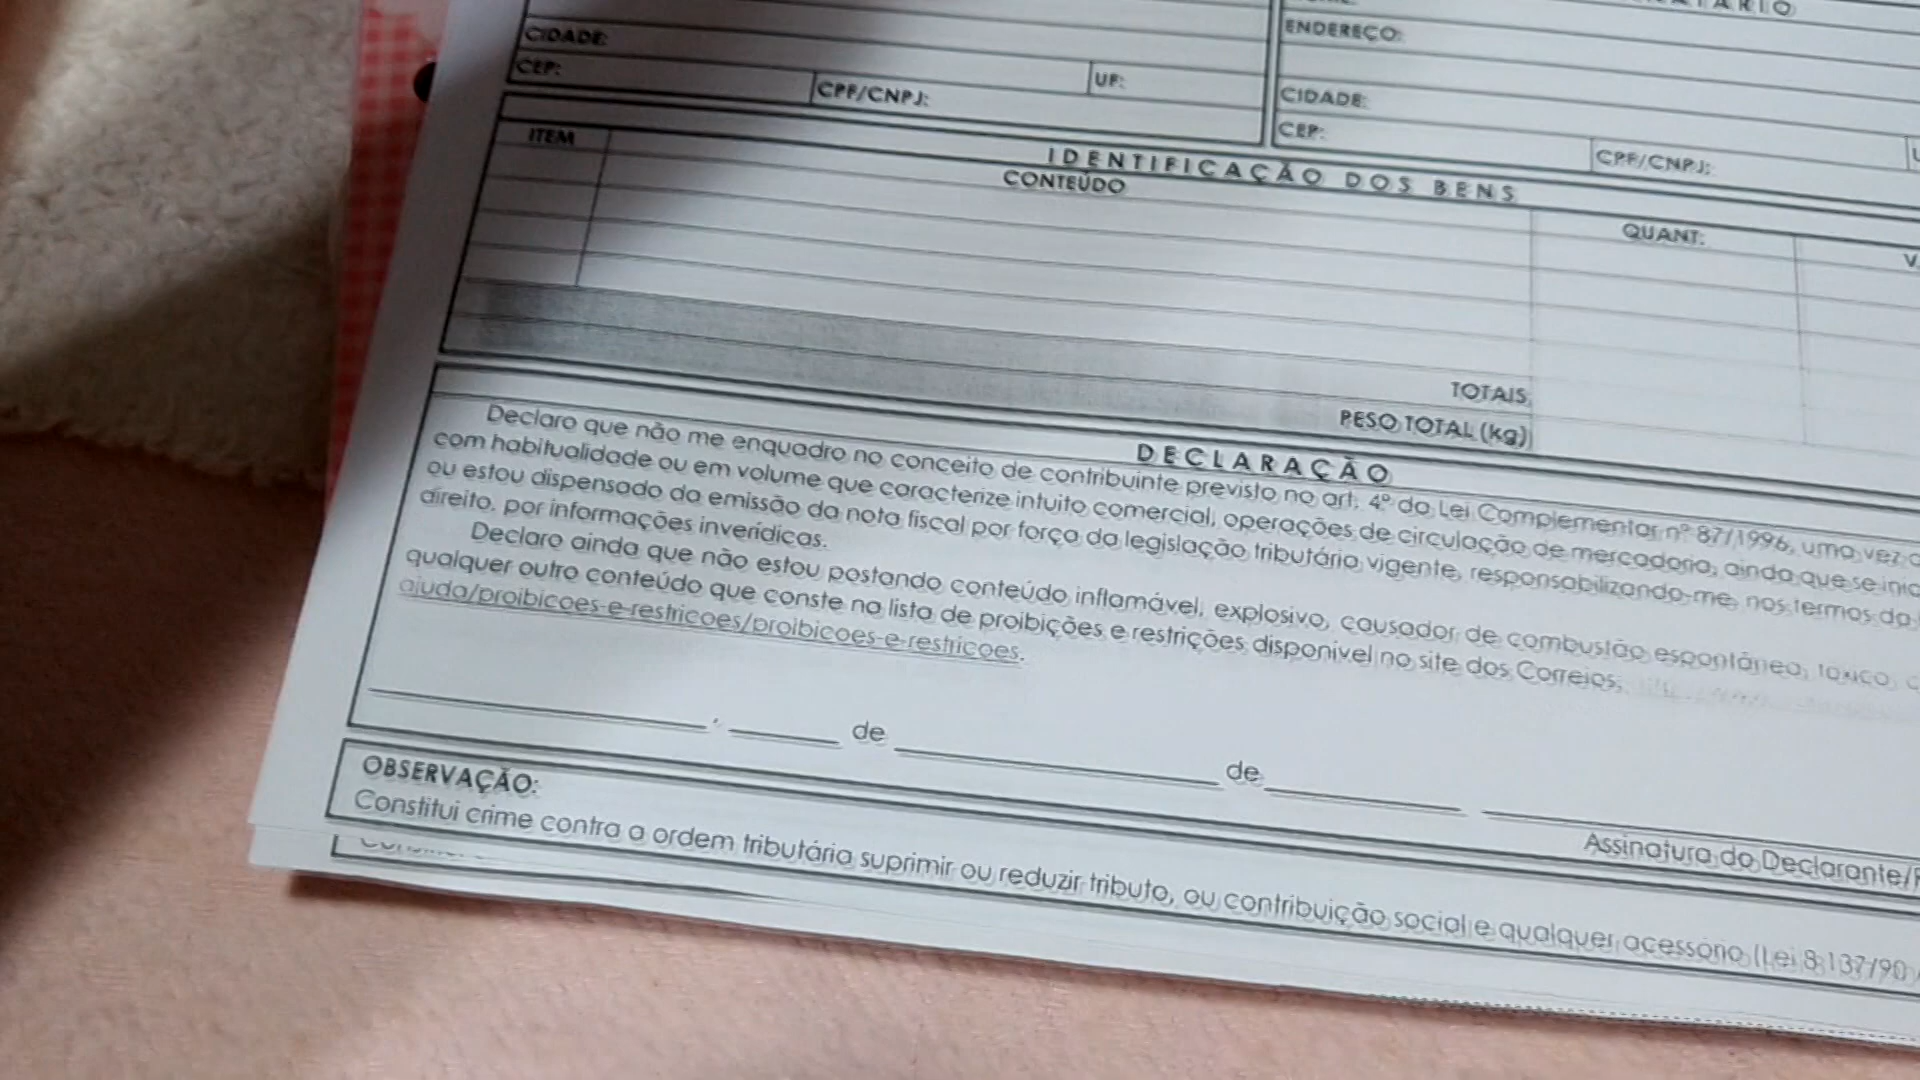 ENDEREÇO:
CIDADE:
CEP:
CPF/CNPJ:
UF:
CIDADE:
CEP:
CPF/CNPJ:
IDENTIFICAÇÃO DOS BENS
ITEM
CONTEÚDO
QUANT:
TOTAIS
PESO TOTAL (kg)
DECLARAÇÃO
Declaro que não me enquadro no conceito de contribuinte previsto no art. 4º da Lei Complementar nº 87/1996, uma vez
com habitualidade ou em volume que caracterize intuito comercial, operações de circulação de mercadoria, ainda que se
ou estou dispensado da emissão da nota fiscal por força da legislação tributária vigente, responsabilizando-me, nos termos da
direito, por informações inverídicas.
Declaro ainda que não estou postando conteúdo inflamável, explosivo, causador de combustão espontânea, tóxico,
qualquer outro conteúdo que conste na lista de proibições e restrições disponível no site dos Correios:
ajuda/proibicoes-e-restricoes/proibicoes-e-restricoes.
, de de
Assinatura do Declarante/
OBSERVAÇÃO:
Constitui crime contra a ordem tributária suprimir ou reduzir tributo, ou contribuição social e qualquer acessório (Lei 8.137/90